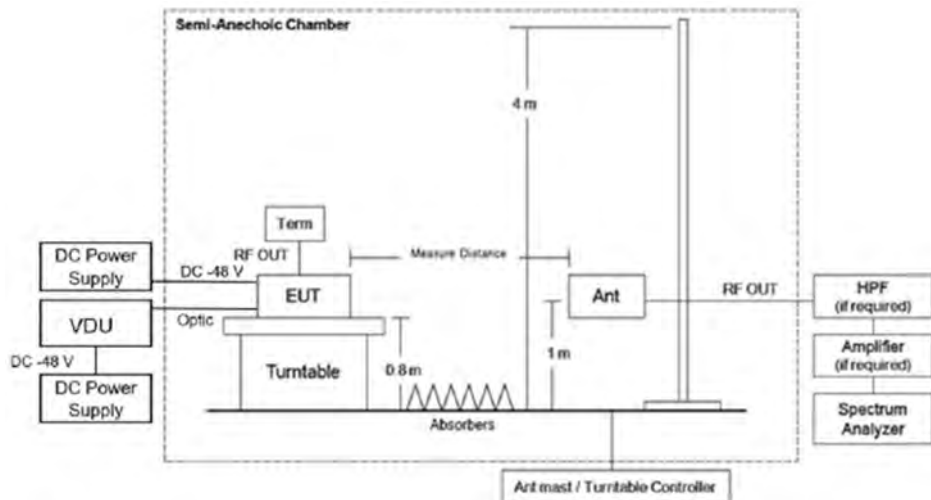 Semi-Anechoic Chamber
4 m
Term
RF OUT
Measure Distance
DC Power
Supply
DC -48 V
EUT
Ant
RF OUT
HPF
(if required)
VDU
Optic
1 m
Amplifier
(if required)
DC -48 V
Turntable
0.8 m
DC Power
Supply
Absorbers
Spectrum
Analyzer
Ant mast / Turntable Controller